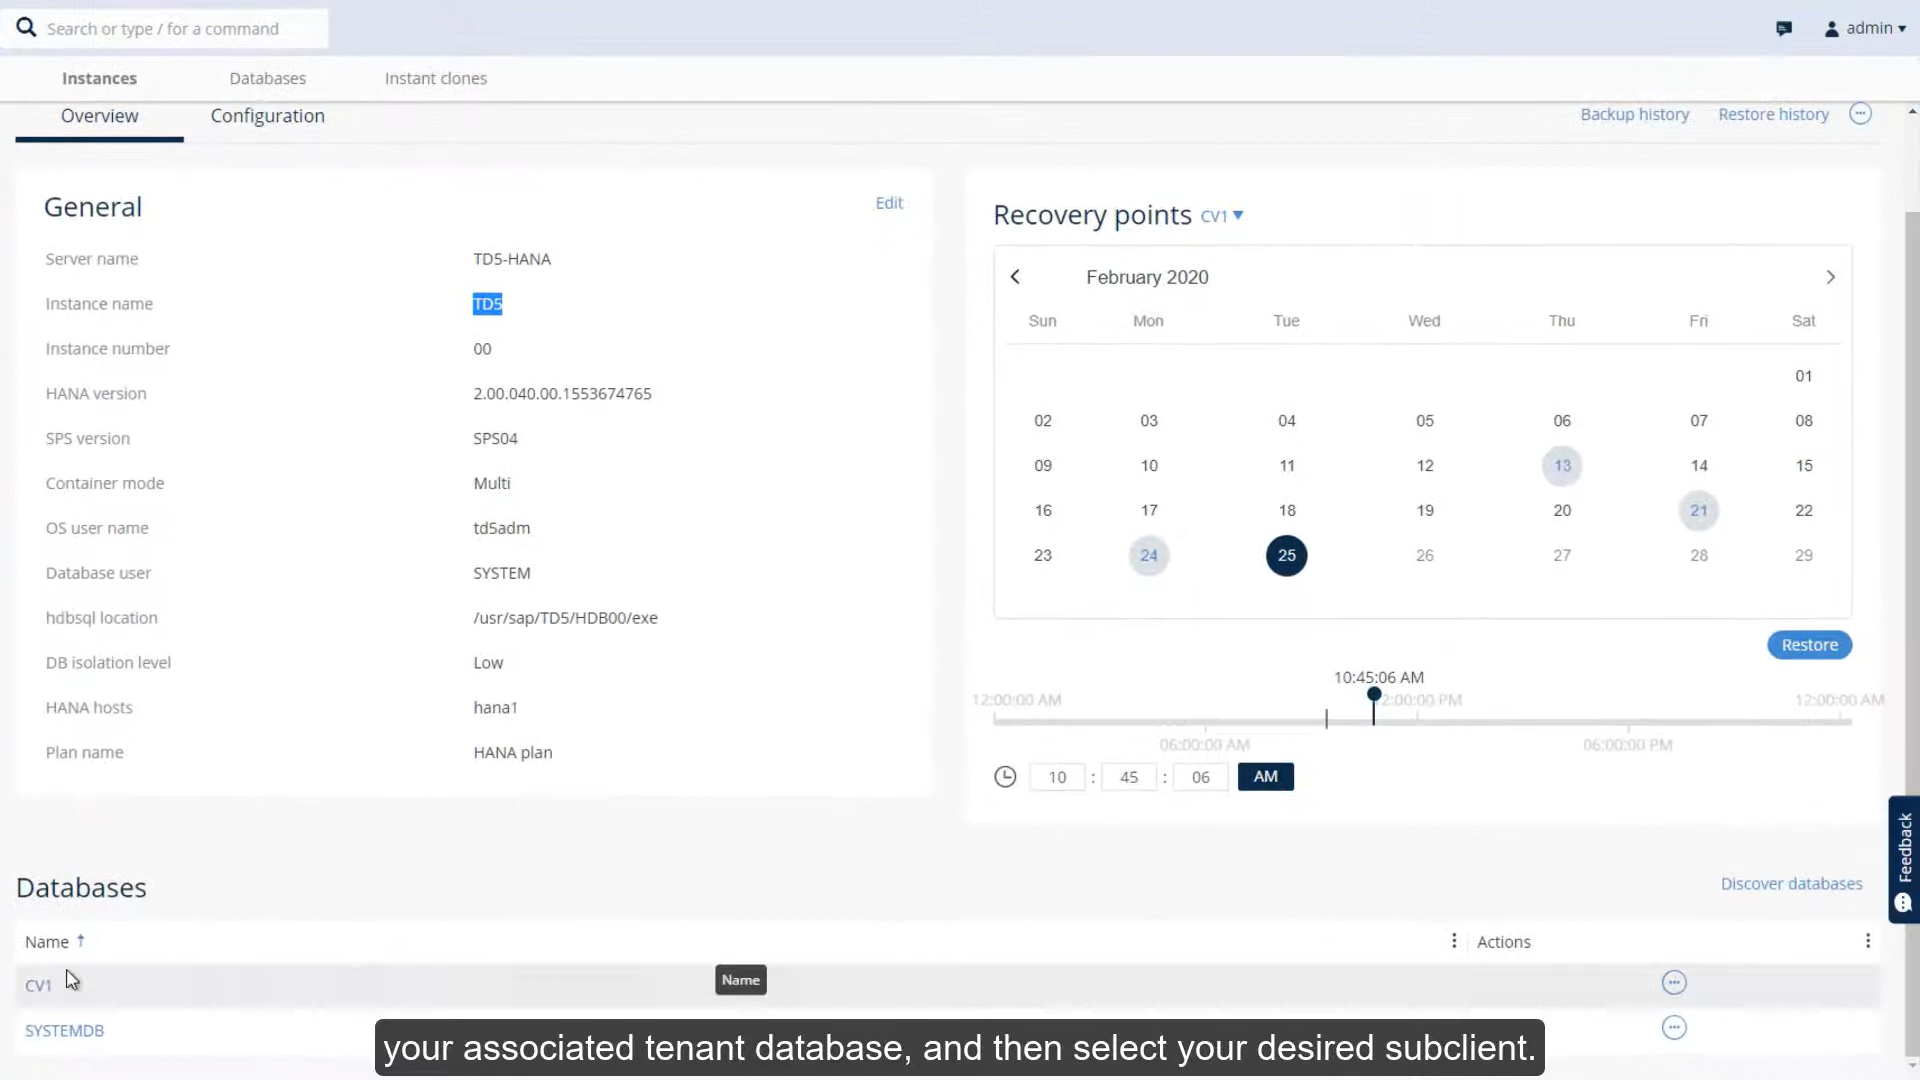 Search or type / for a command
admin
Instances
Databases
Instant clones
Overview
Configuration
Backup history
Restore history
General
Edit
Server name
TD5-HANA
Instance name
TD5
Instance number
00
HANA version
2.00.040.00.1553674765
SPS version
SPS04
Container mode
Multi
OS user name
td5adm
Database user
SYSTEM
hdbsql location
/usr/sap/TD5/HDB00/exe
DB isolation level
Low
HANA hosts
hana1
Plan name
HANA plan
Recovery points CV1
February 2020
Sun Mon Tue Wed Thu Fri Sat
01
02 03 04 05 06 07 08
09 10 11 12 13 14 15
16 17 18 19 20 21 22
23 24 25 26 27 28 29
Restore
10:45:06 AM
12:00:00 AM 2:00:00 PM 12:00:00 AM
06:00:00 AM 06:00:00 PM
10 : 45 : 06 AM
Feedback
Databases
Discover databases
Name
Actions
CV1
Name
SYSTEMDB
your associated tenant database, and then select your desired subclient.